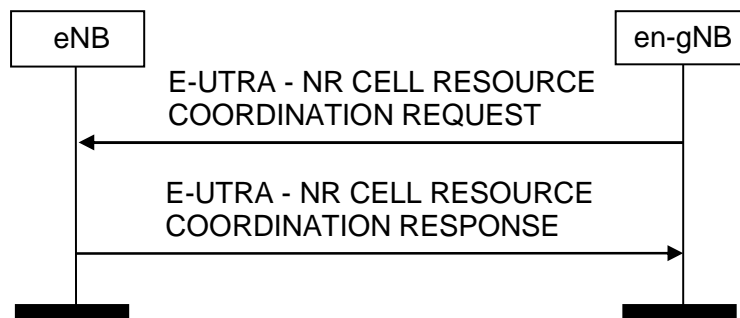 eNB
en-gNB
E-UTRA - NR CELL RESOURCE
COORDINATION REQUEST
E-UTRA - NR CELL RESOURCE
COORDINATION RESPONSE